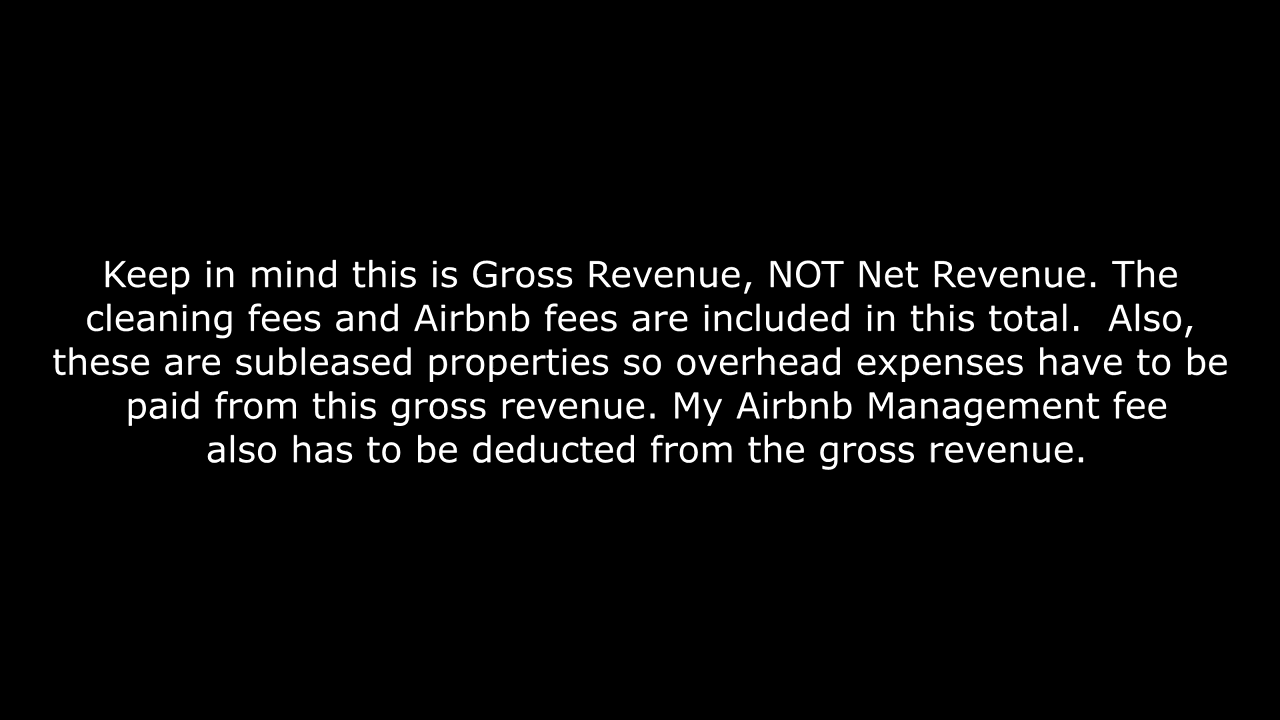 Keep in mind this is Gross Revenue, NOT Net Revenue. The
cleaning fees and Airbnb fees are included in this total.  Also,
these are subleased properties so overhead expenses have to be
paid from this gross revenue. My Airbnb Management fee
also has to be deducted from the gross revenue.